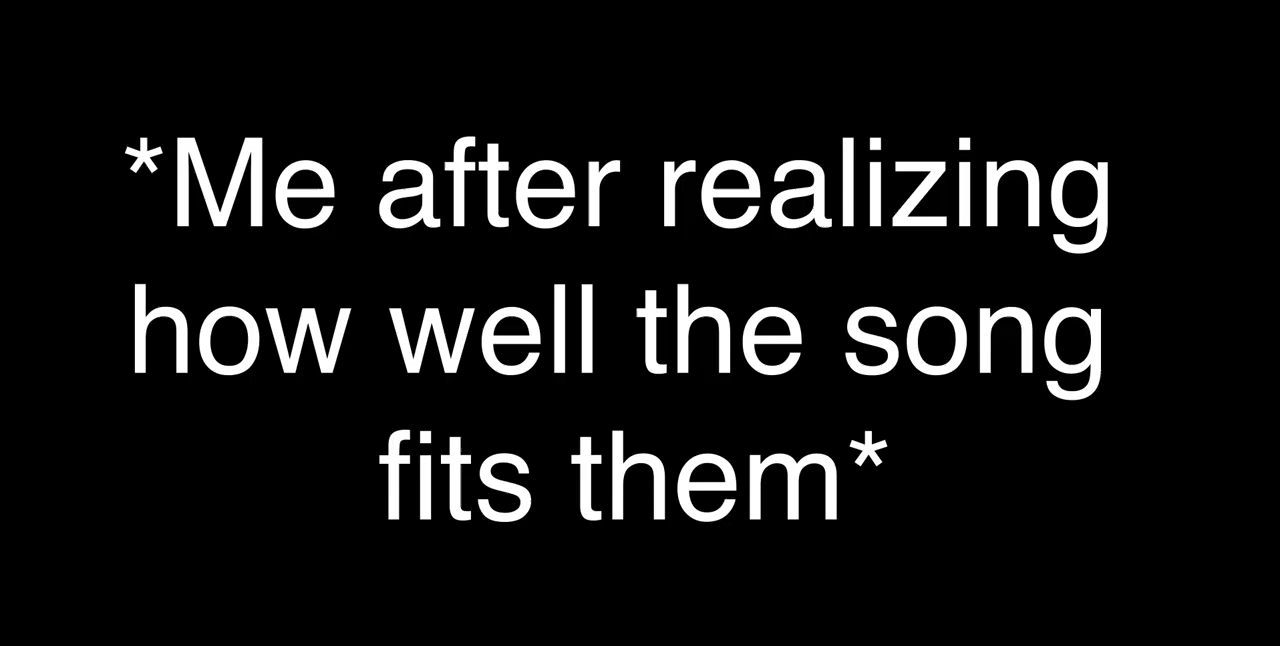 *Me after realizing
how well the song
fits them*